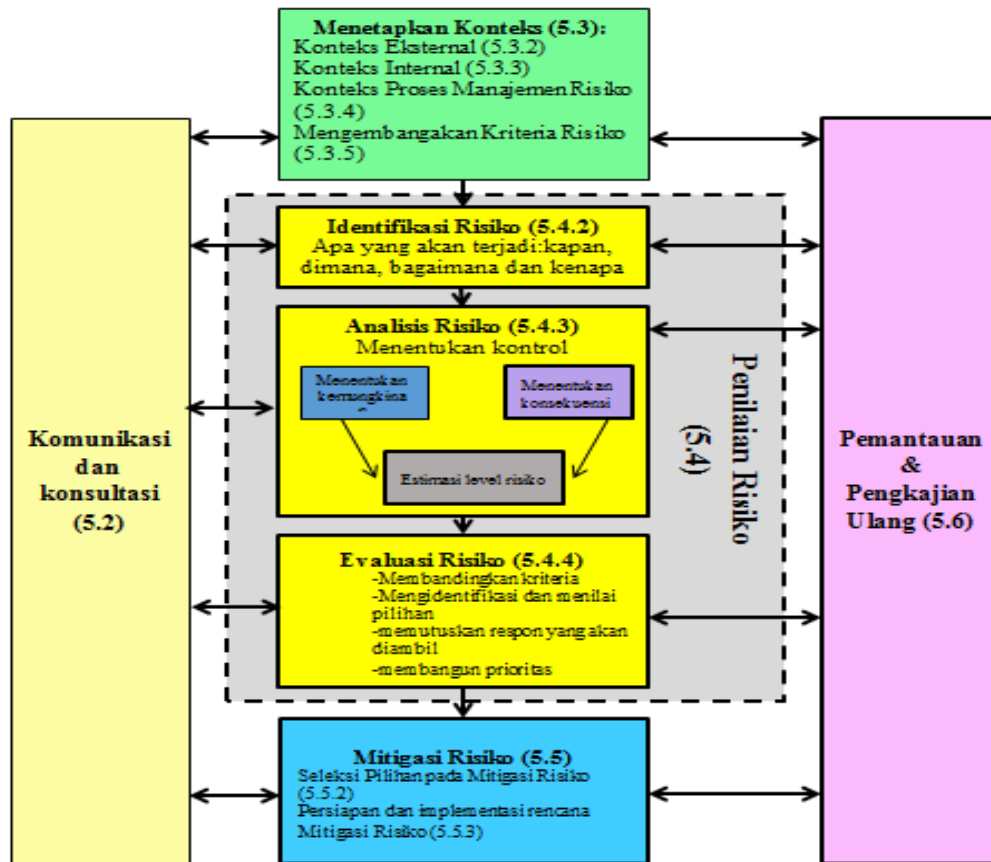 Menetapkan Konteks (5.3):
Konteks Eksternal (5.3.2)
Konteks Internal (5.3.3)
Konteks Proses Manajemen Risiko
(5.3.4)
Mengembagakan Kriteria Risiko
(5.3.5)
Identifikasi Risiko (5.4.2)
Apa yang akan terjadi:kapan,
dimana, bagaimana dan kenapa
Analisis Risiko (5.4.3)
Menentukan kontrol
Menentukan
kemungkina
Menentukan
konsekuensi
Estimasi level risiko
Penilaian Risiko
(5.4)
Komunikasi
dan
konsultasi
(5.2)
Pemantauan
&
Pengkajian
Ulang (5.6)
Evaluasi Risiko (5.4.4)
-Membandingkan kriteria
-Mengidentifikasi dan menilai
pilihan
-memutuskan respon yang akan
diambil
-membangun prioritas
Mitigasi Risiko (5.5)
Seleksi Pilihan pada Mitigasi Risiko
(5.5.2)
Persiapan dan implementasi rencana
Mitigasi Risiko (5.5.3)